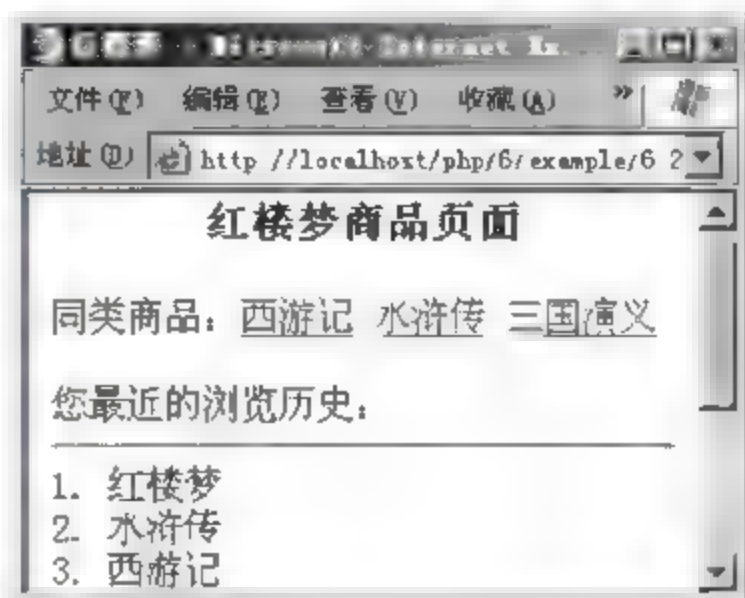 Microsoft Internet Ex...
文件(F) 编辑(E) 查看(V) 收藏(A) »
地址(D) http://localhost/php/6/example/6 2
红楼梦商品页面
同类商品：西游记 水浒传 三国演义
您最近的浏览历史：
1. 红楼梦
2. 水浒传
3. 西游记